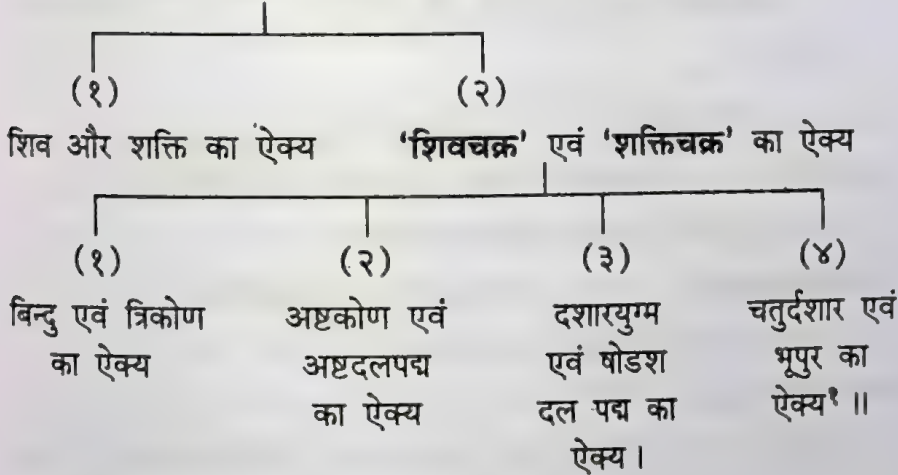 (१)
(२)
शिव और शक्ति का ऐक्य
‘शिवचक्र’ एवं ‘शक्तिचक्र’ का ऐक्य
(१)
(२)
(३)
(४)
बिन्दु एवं त्रिकोण
का ऐक्य
अष्टकोण एवं
अष्टदलपद्म
का ऐक्य
दशारयुग्म
एवं षोडश
दल पद्म का
ऐक्य ।
चतुर्दशार एवं
भूपुर का
ऐक्य१ ॥